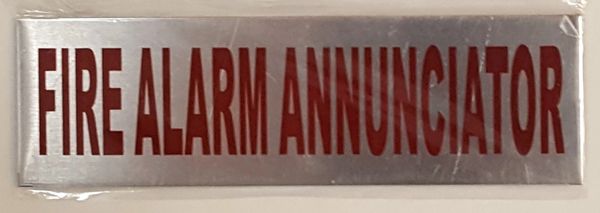 FIRE ALARM ANNUNCIATOR